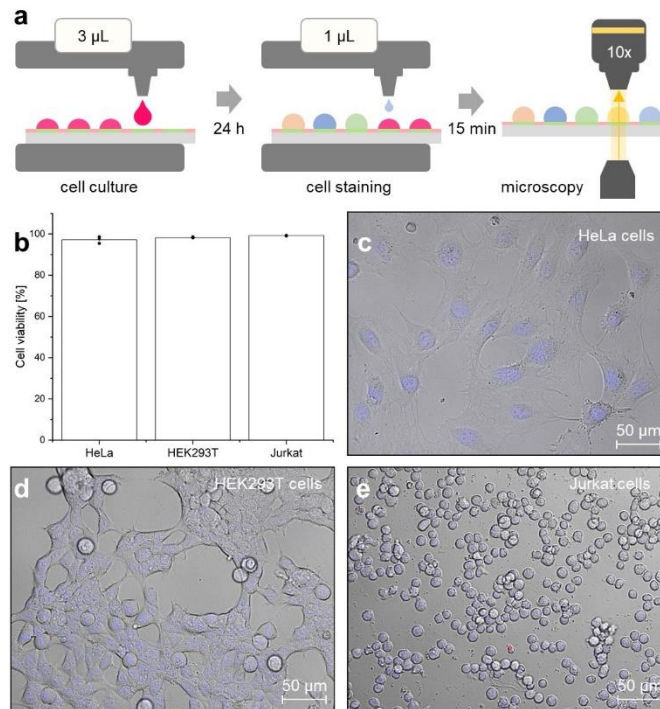 a
3 µL
1 µL
10x
24 h
15 min
cell culture
cell staining
microscopy
b
Cell viability [%]
100
80
60
40
20
0
HeLa
HEK293T
Jurkat
c
HeLa cells
50 µm
d
HEK293T cells
50 µm
e
Jurkat cells
50 µm